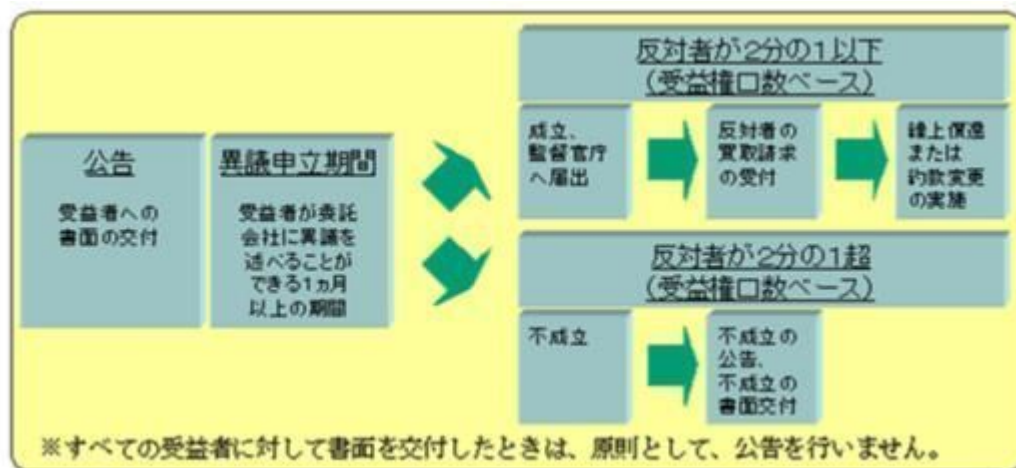 公告
受益者への
書面の交付
異議申立期間
受益者が委託
会社に異議を
述べることが
できる1ヵ月
以上の期間
反対者が2分の1以下
(受益権口数ベース)
成立、
監督官庁
へ届出
反対者の
買取請求
の受付
繰上償還
または
約款変更
の実施
反対者が2分の1超
(受益権口数ベース)
不成立
不成立の
公告、
不成立の
書面交付
※すべての受益者に対して書面を交付したときは、原則として、公告を行いません。